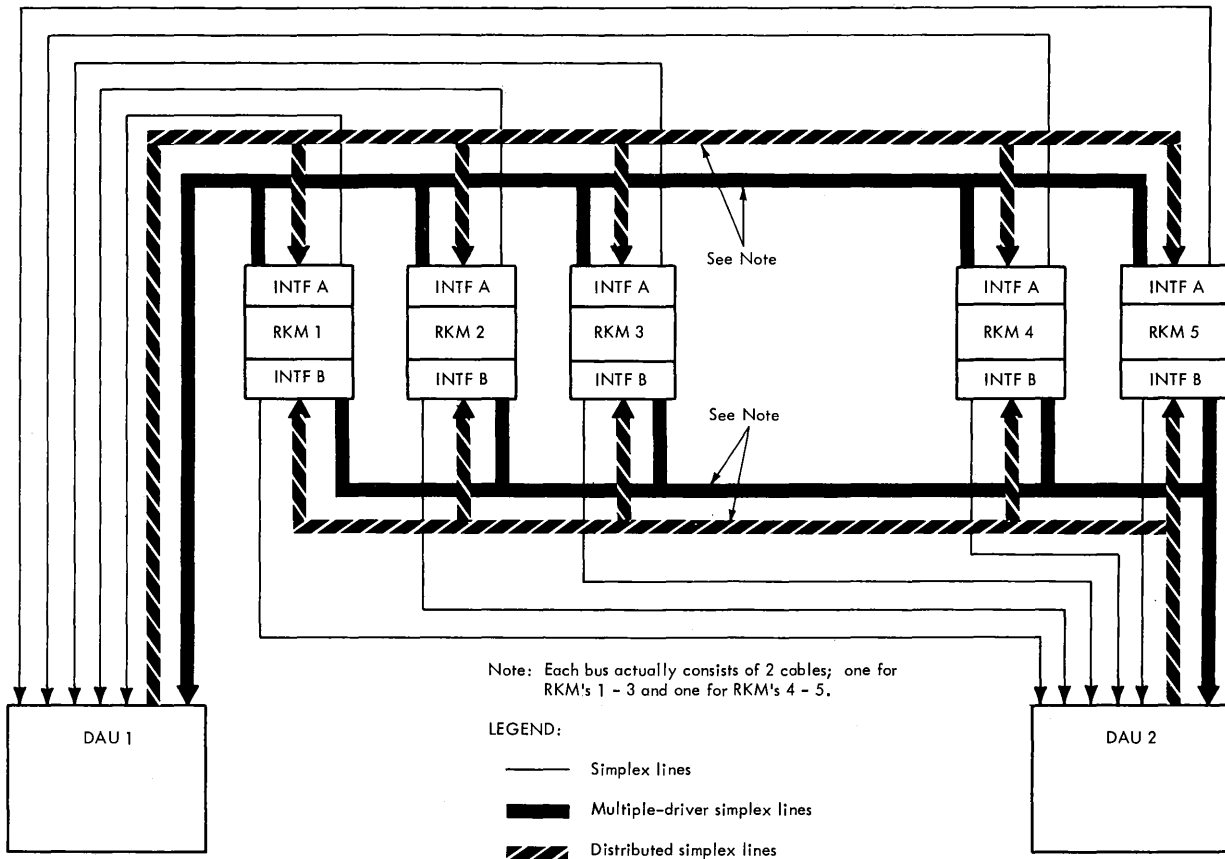 See Note
INTF A
INTF A
INTF A
INTF A
INTF A
RKM 1
RKM 2
RKM 3
RKM 4
RKM 5
INTF B
INTF B
INTF B
INTF B
INTF B
See Note
Note: Each bus actually consists of 2 cables; one for
RKM's 1 - 3 and one for RKM's 4 - 5.
DAU 1
DAU 2
LEGEND:
Simplex lines
Multiple-driver simplex lines
Distributed simplex lines